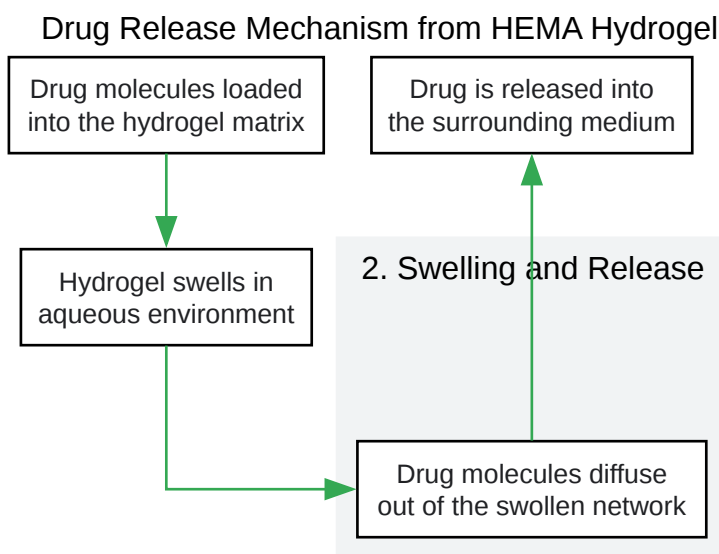 Drug Release Mechanism from HEMA Hydrogel
Drug molecules loaded
into the hydrogel matrix
Drug is released into
the surrounding medium
Hydrogel swells in
aqueous environment
2. Swelling and Release
Drug molecules diffuse
out of the swollen network